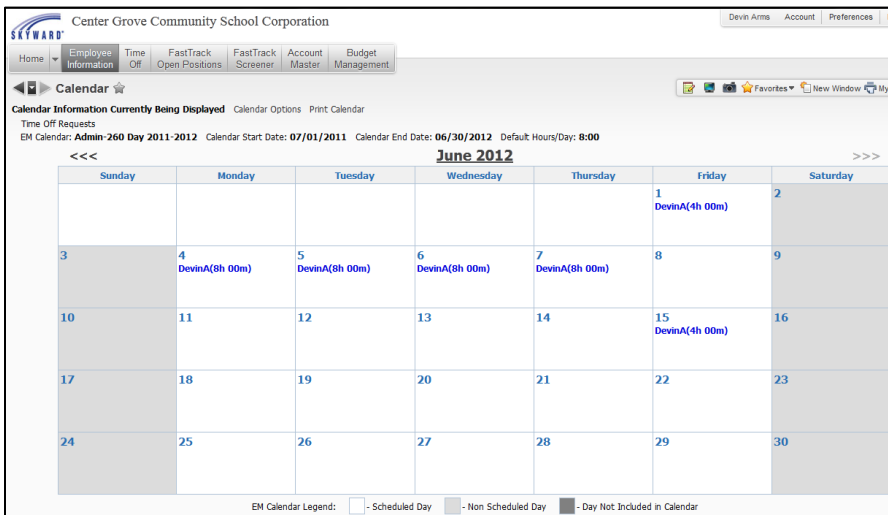 Center Grove Community School Corporation
Devin Arms Account Preferences
SKYWARD
Home Employee Information Time Off FastTrack Open Positions FastTrack Screener Account Master Budget Management
Calendar
Favorites New Window My
Calendar Information Currently Being Displayed Calendar Options Print Calendar
Time Off Requests
EM Calendar: Admin-260 Day 2011-2012 Calendar Start Date: 07/01/2011 Calendar End Date: 06/30/2012 Default Hours/Day: 8:00
<<< June 2012 >>>
Sunday Monday Tuesday Wednesday Thursday Friday Saturday
1 2
DevinA(4h 00m)
3 4 5 6 7 8 9
DevinA(8h 00m) DevinA(8h 00m) DevinA(8h 00m) DevinA(8h 00m)
10 11 12 13 14 15 16
DevinA(4h 00m)
17 18 19 20 21 22 23
24 25 26 27 28 29 30
EM Calendar Legend: - Scheduled Day - Non Scheduled Day - Day Not Included in Calendar